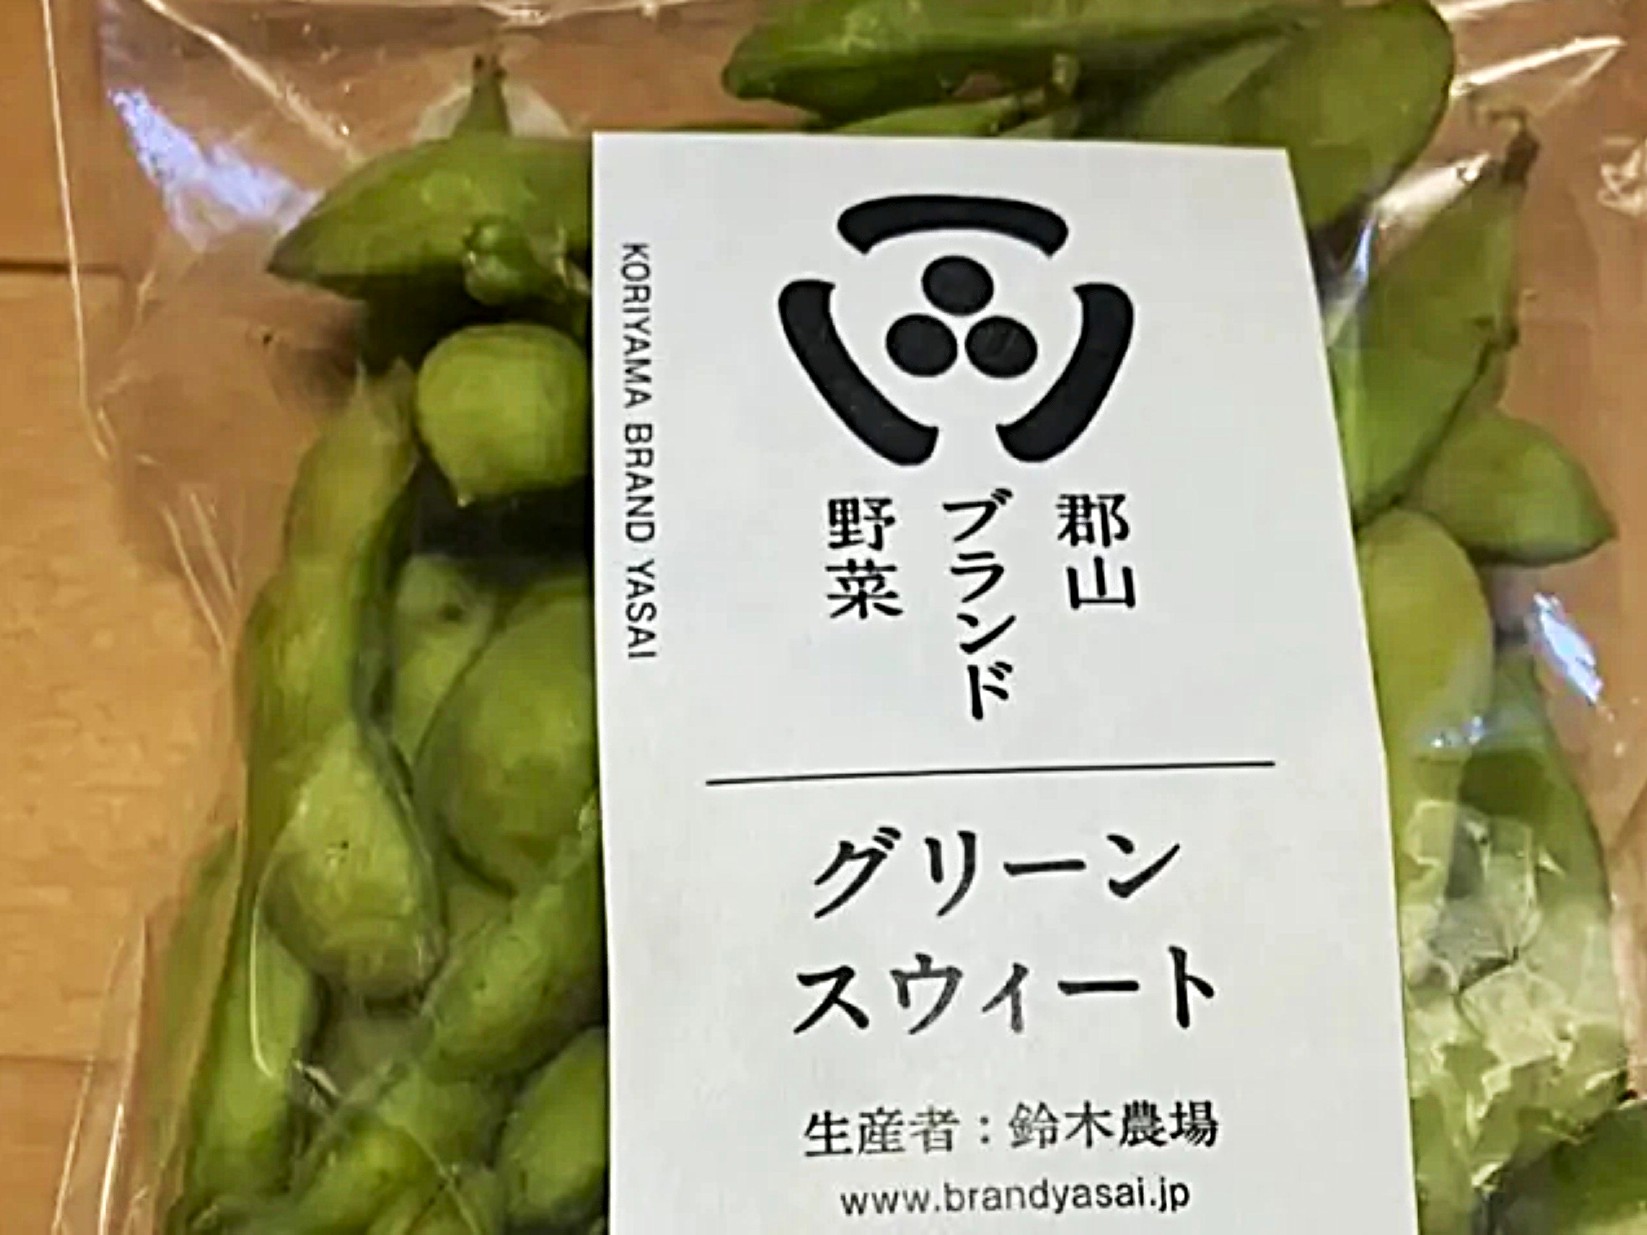 KORIYAMA BRAND YASAI
郡山
ブランド
野菜
グリーン
スウィート
生産者：鈴木農場
www.brandyasai.jp